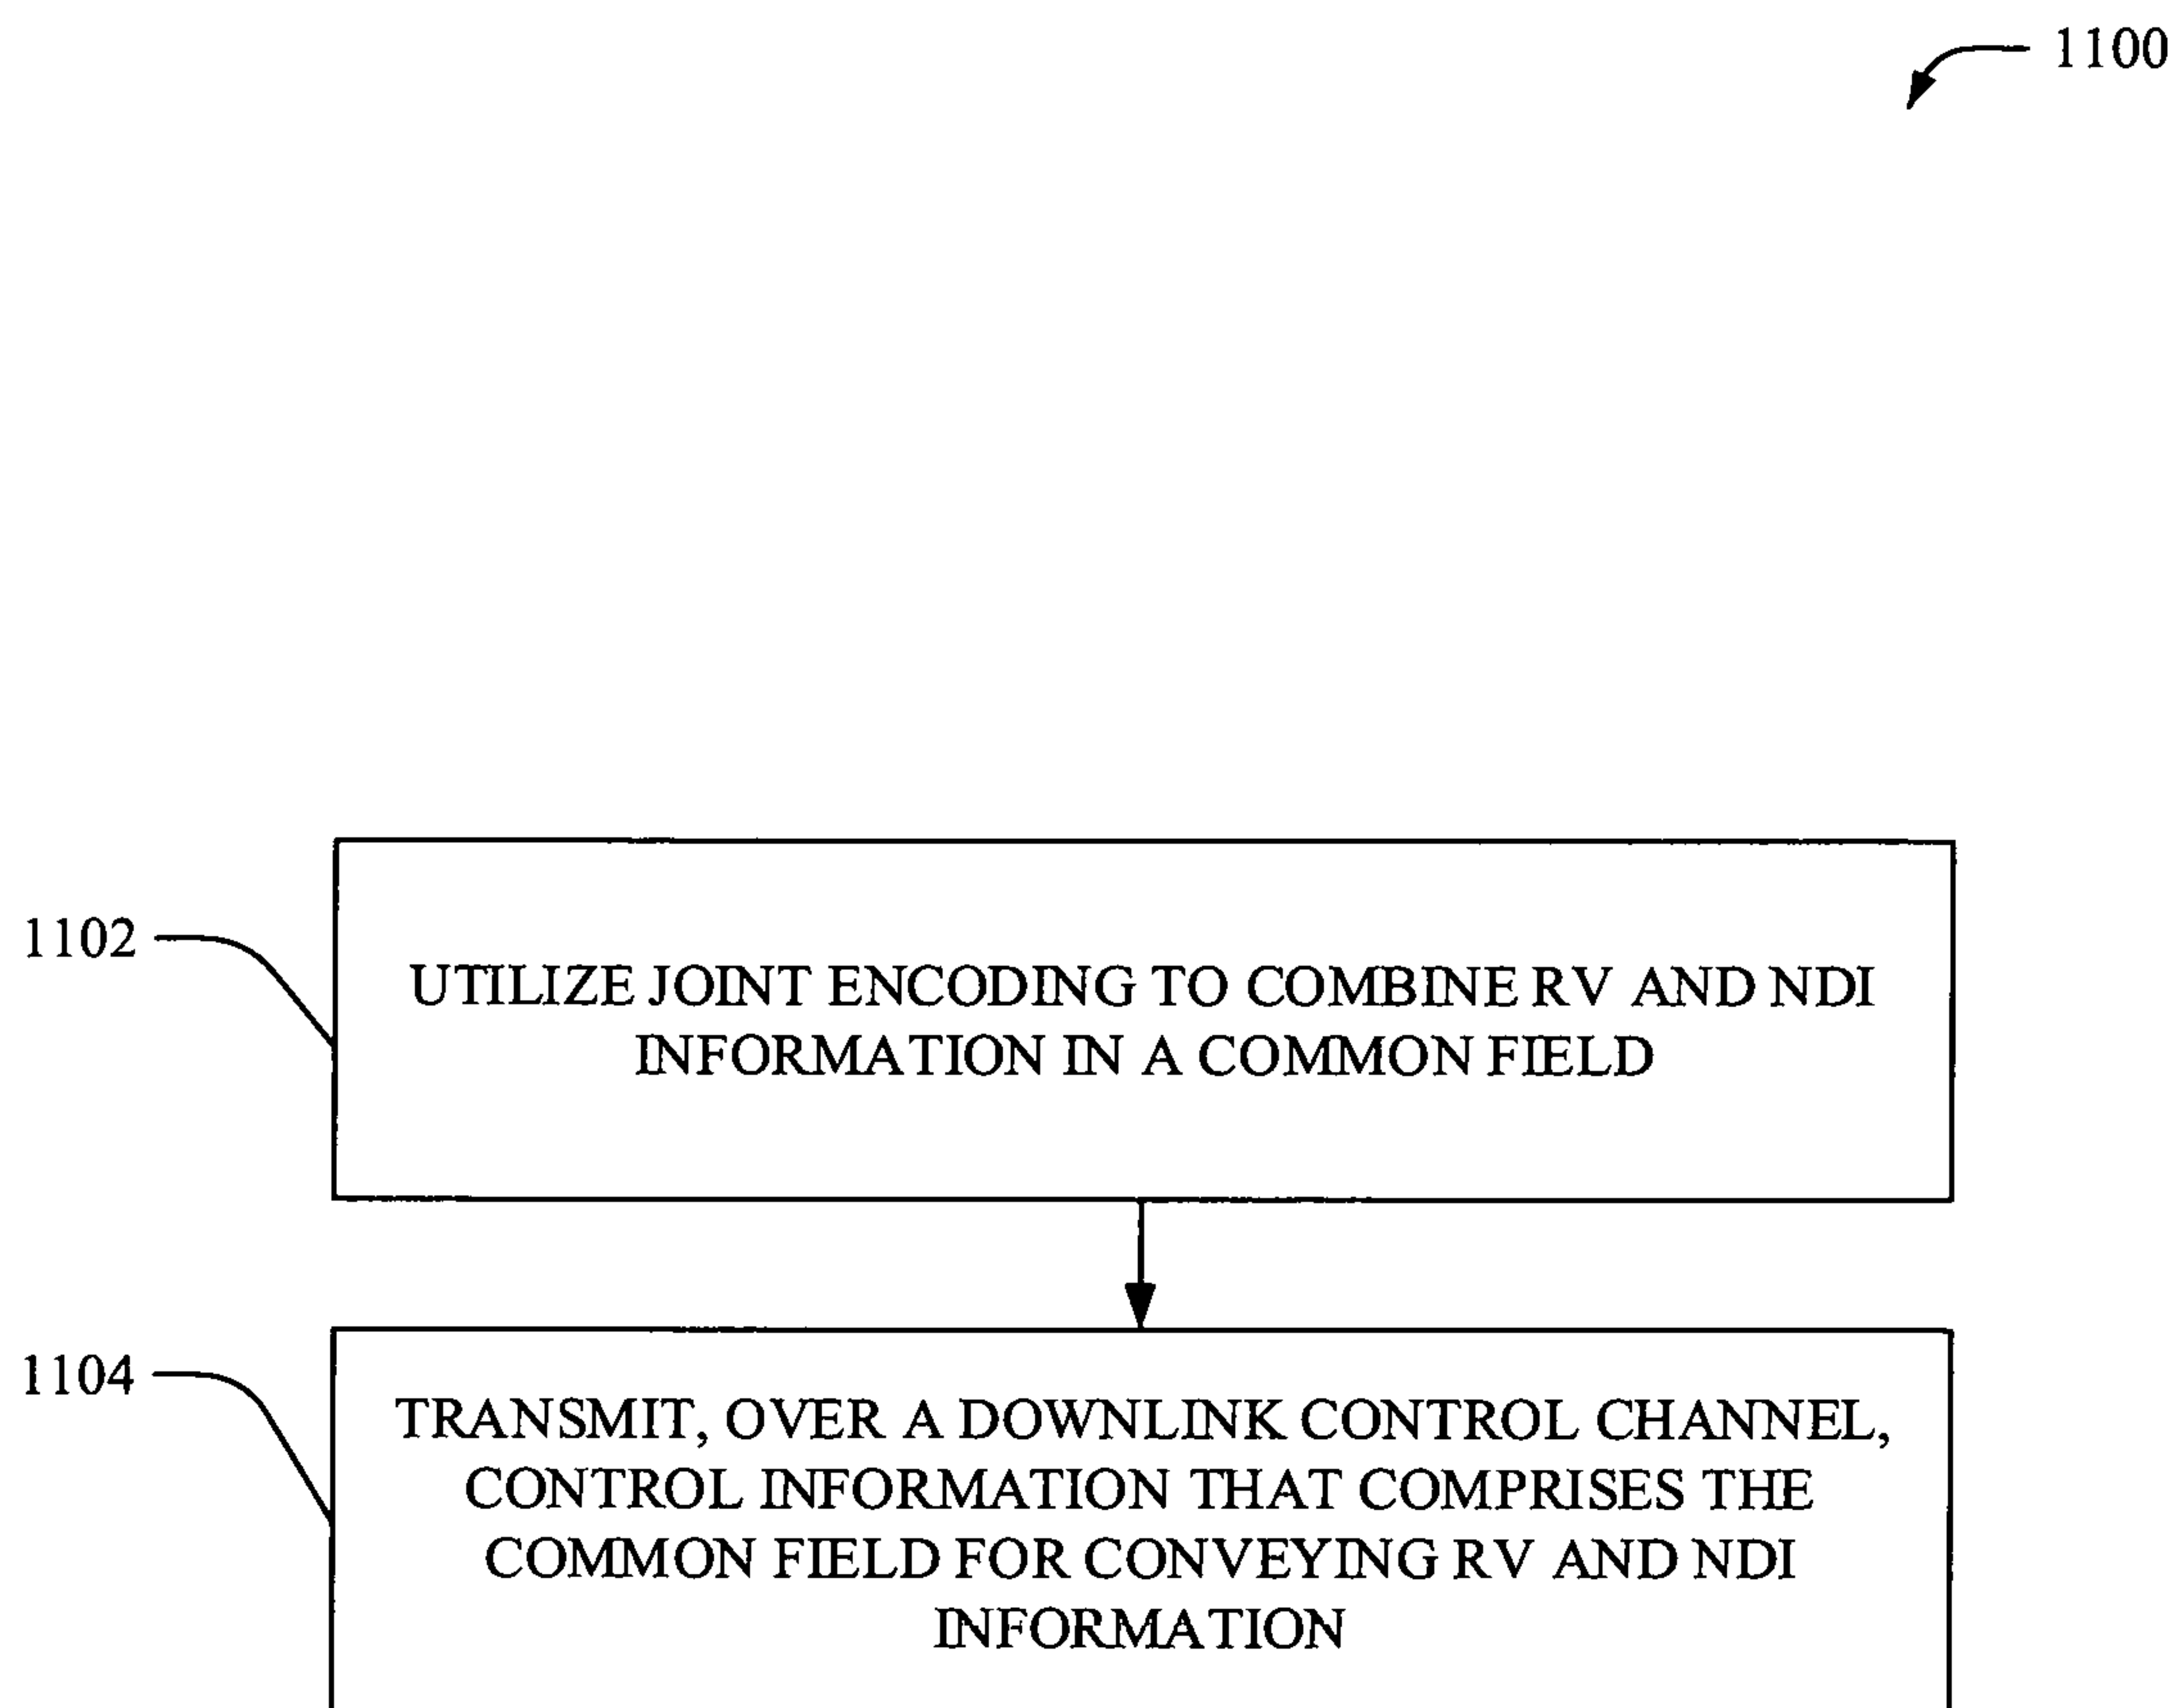 1100
1102
UTILIZE JOINT ENCODING TO COMBINE RV AND NDI
INFORMATION IN A COMMON FIELD
1104
TRANSMIT, OVER A DOWNLINK CONTROL CHANNEL,
CONTROL INFORMATION THAT COMPRISES THE
COMMON FIELD FOR CONVEYING RV AND NDI
INFORMATION